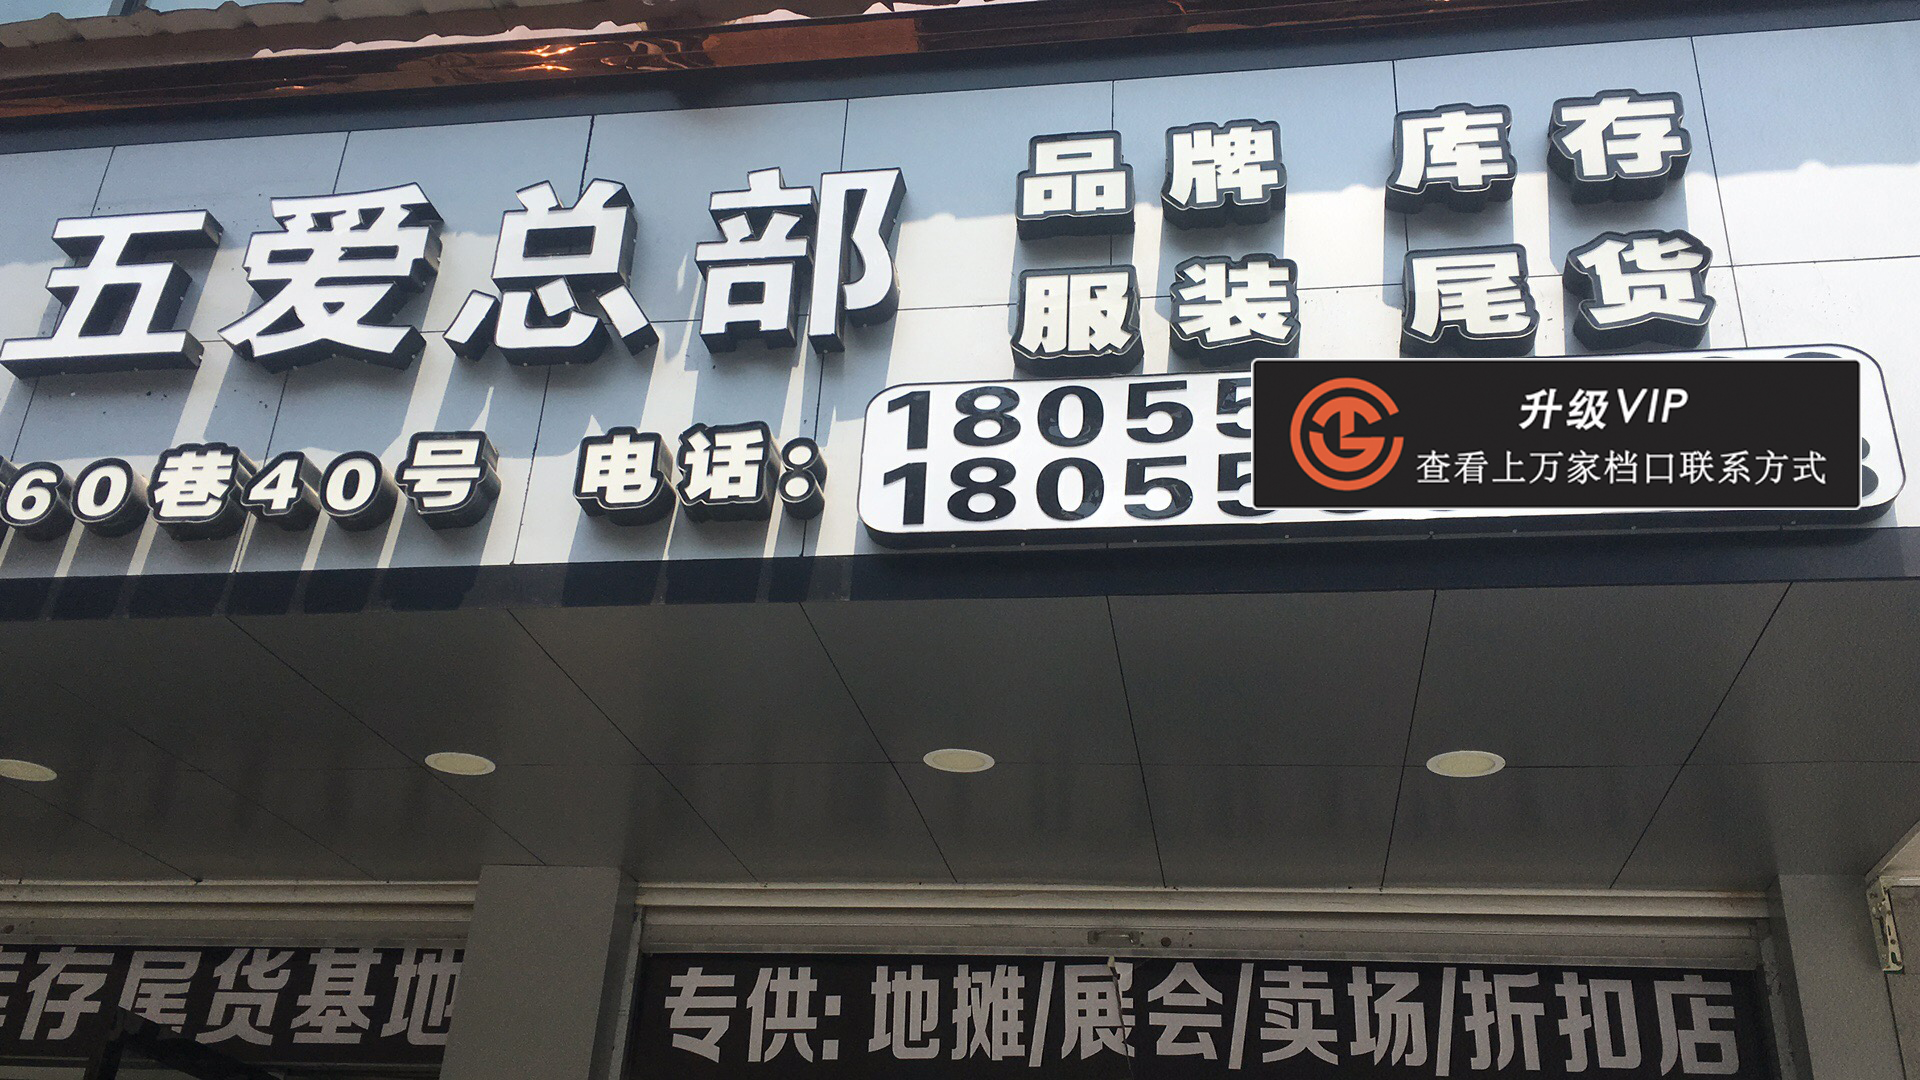 五爱总部
品牌 库存
服装 尾货
60巷40号 电话:
18055
18055
升级VIP
查看上万家档口联系方式
存尾货基地
专供:地摊/展会/卖场/折扣店